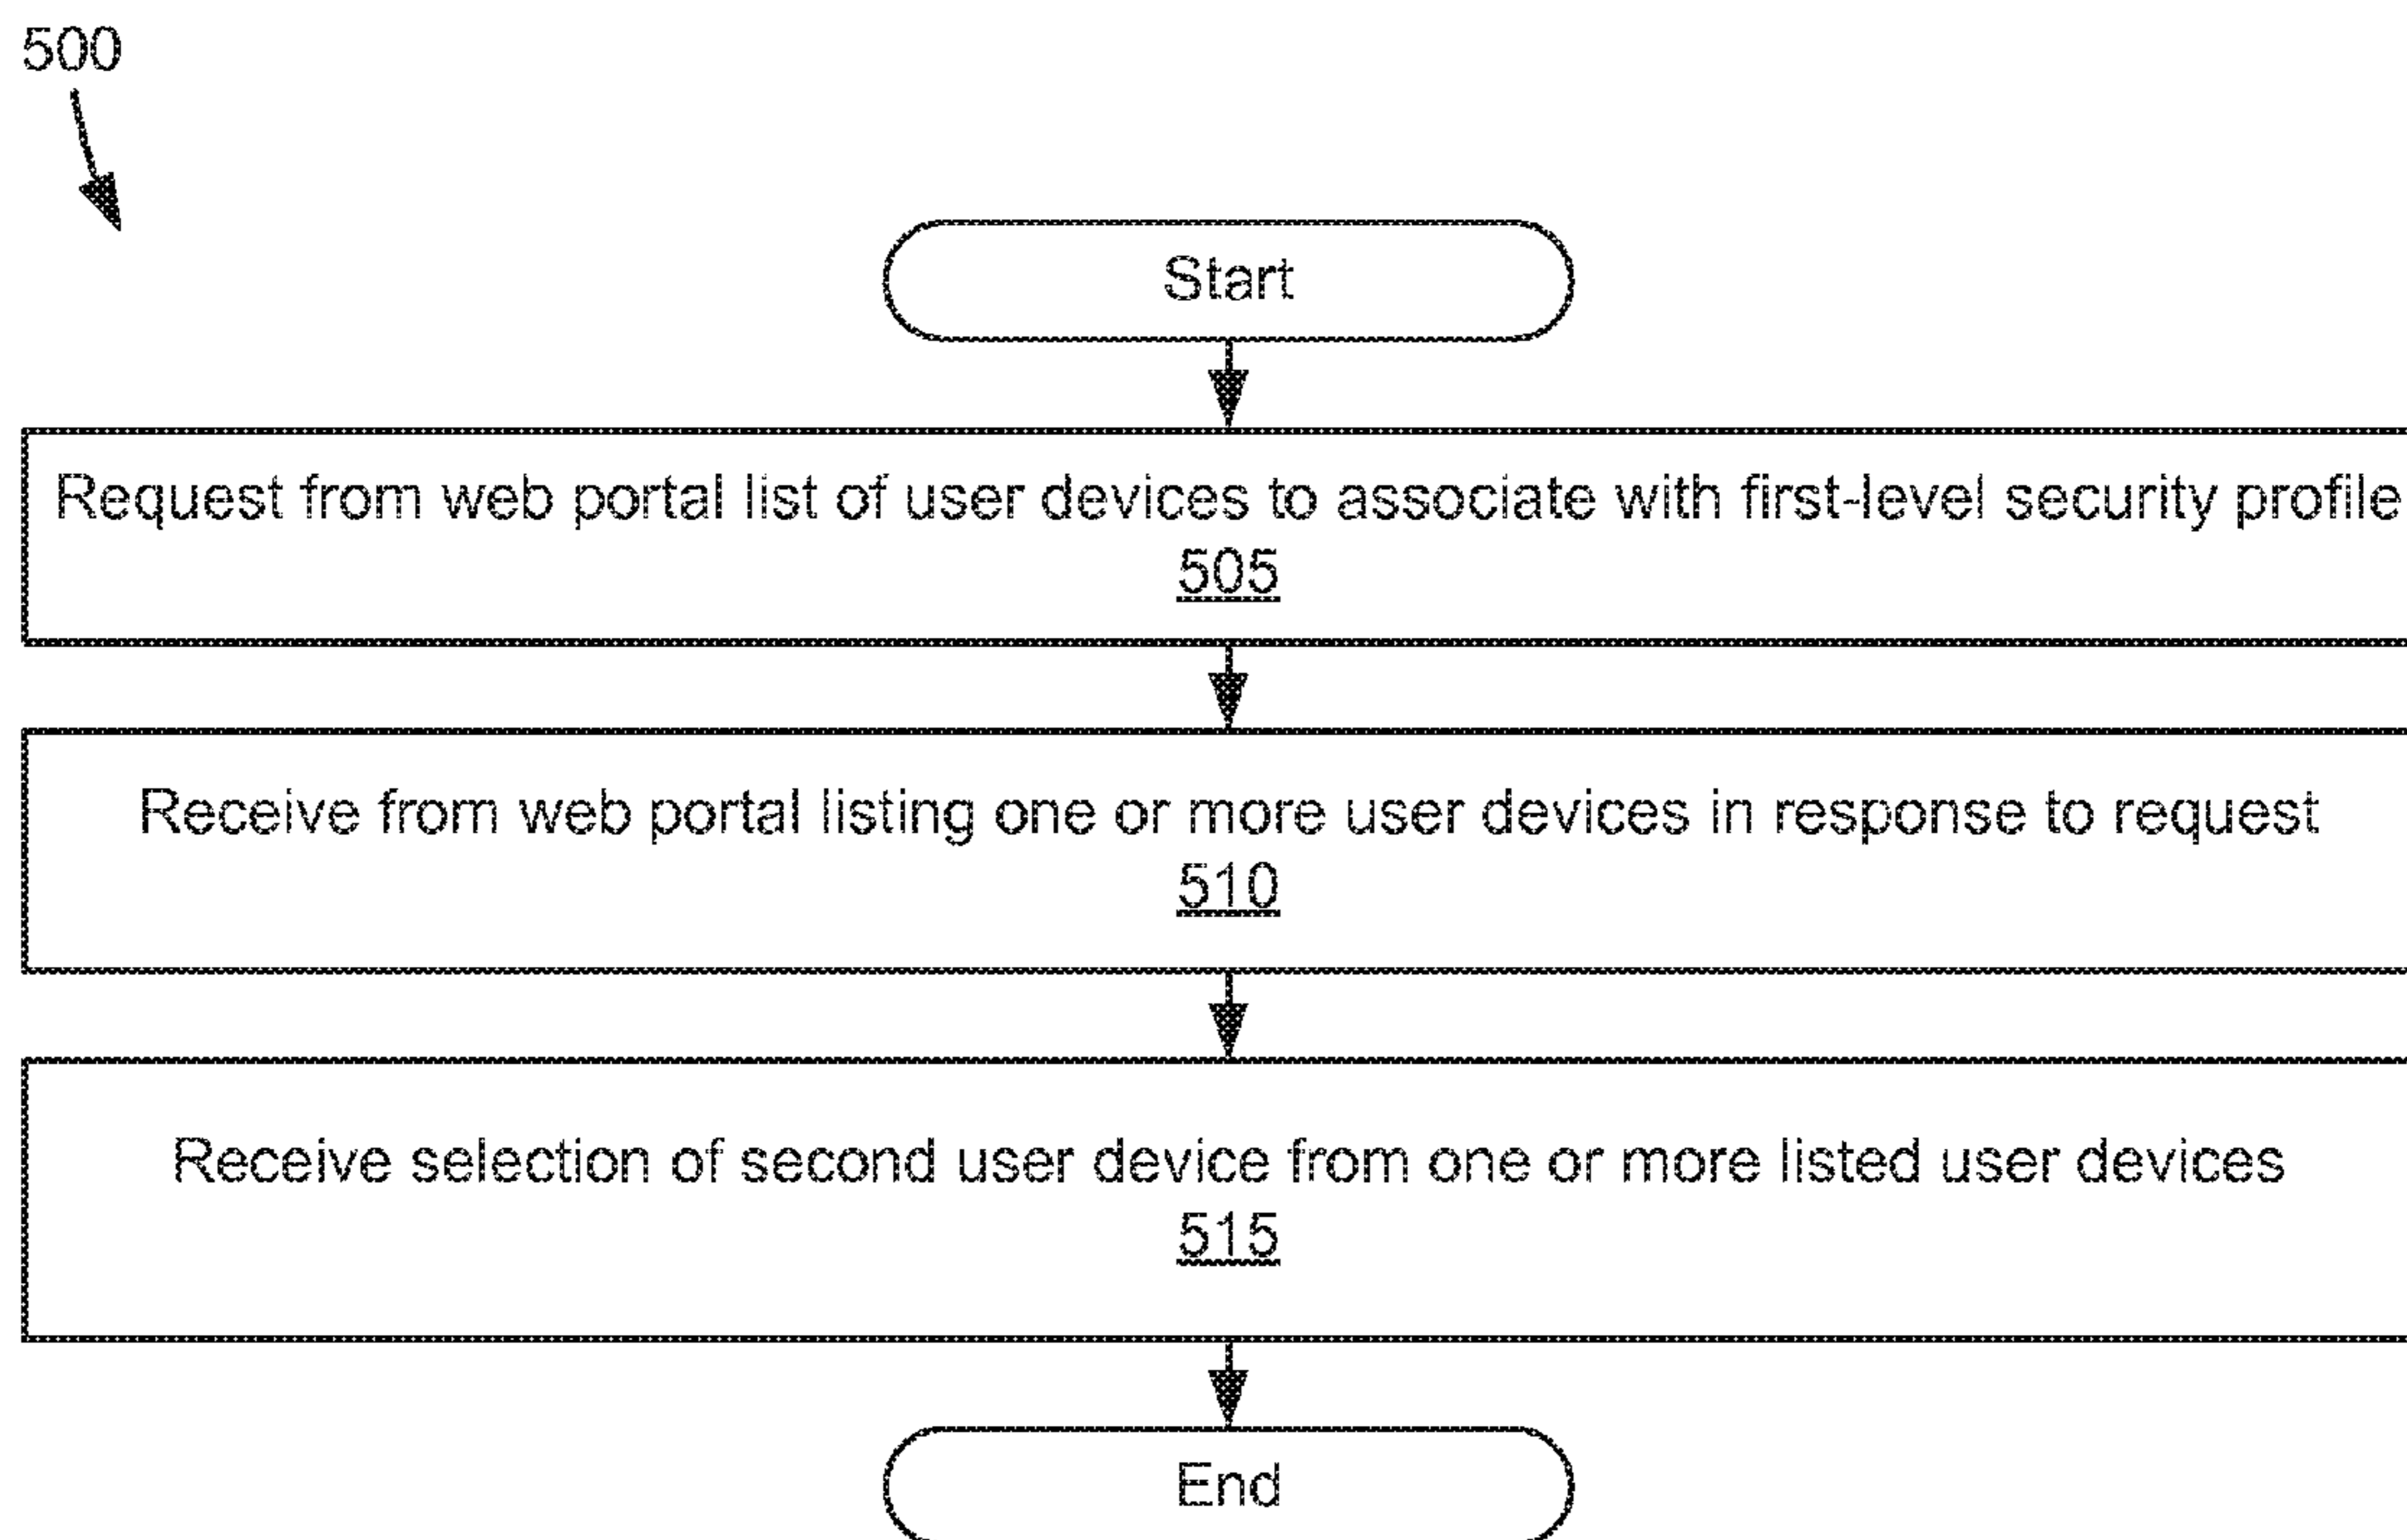 500
Start
Request from web portal list of user devices to associate with first-level security profile
505
Receive from web portal listing one or more user devices in response to request
510
Receive selection of second user device from one or more listed user devices
515
End